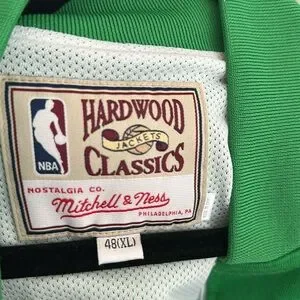 HARDWOOD
JACKETS
CLASSICS
NBA
NOSTALGIA CO.
Mitchell & Ness
PHILADELPHIA, PA
48(XL)